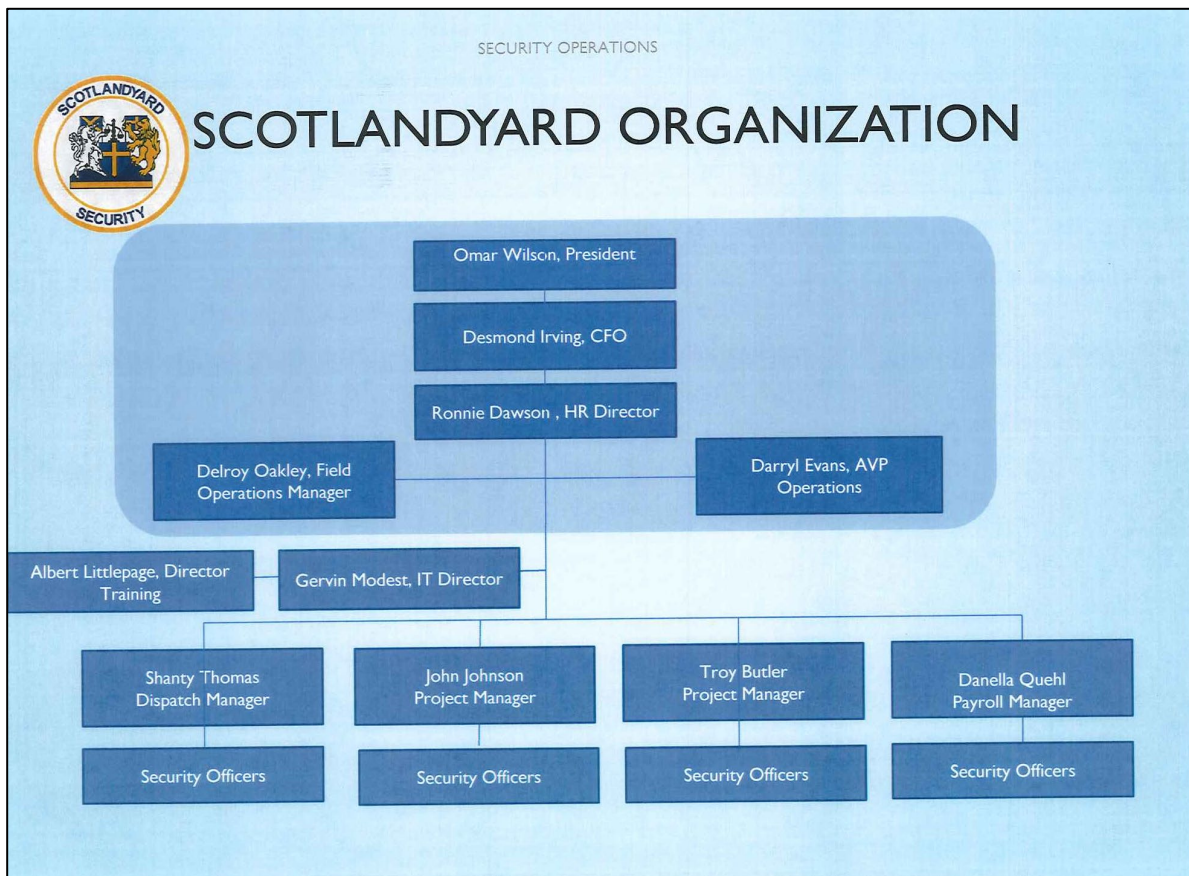 SECURITY OPERATIONS
SCOTLANDYARD
SECURITY
SCOTLANDYARD ORGANIZATION
Omar Wilson, President
Desmond Irving, CFO
Ronnie Dawson , HR Director
Delroy Oakley, Field
Operations Manager
Darryl Evans, AVP
Operations
Albert Littlepage, Director
Training
Gervin Modest, IT Director
Shanty Thomas
Dispatch Manager
John Johnson
Project Manager
Troy Butler
Project Manager
Danella Quehl
Payroll Manager
Security Officers
Security Officers
Security Officers
Security Officers